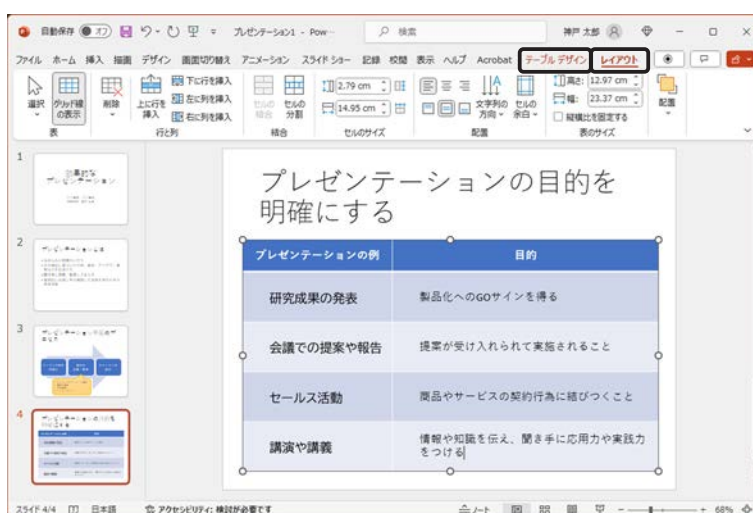 自動保存 オフ プレゼンテーション1 - Pow… 検索 神戸 太郎
ファイル ホーム 挿入 描画 デザイン 画面切り替え アニメーション スライド ショー 記録 校閲 表示 ヘルプ Acrobat テーブル デザイン レイアウト
選択 グリッド線の表示 削除 上に行を挿入 下に行を挿入 左に列を挿入 右に列を挿入 セルの結合 セルの分割 2.79 cm 14.95 cm 文字列の方向 セルの余白 高さ: 12.97 cm 幅: 23.37 cm 縦横比を固定する 配置
表 行と列 結合 セルのサイズ 配置 表のサイズ
1
効果的な
プレゼンテーション
2
3
4
プレゼンテーションの目的を
明確にする
プレゼンテーションの例 目的
研究成果の発表 製品化へのGOサインを得る
会議での提案や報告 提案が受け入れられて実施されること
セールス活動 商品やサービスの契約行為に結びつくこと
講演や講義 情報や知識を伝え、聞き手に応用力や実践力
をつける
スライド 4/4 日本語 アクセシビリティ: 検討が必要です ノート 68%